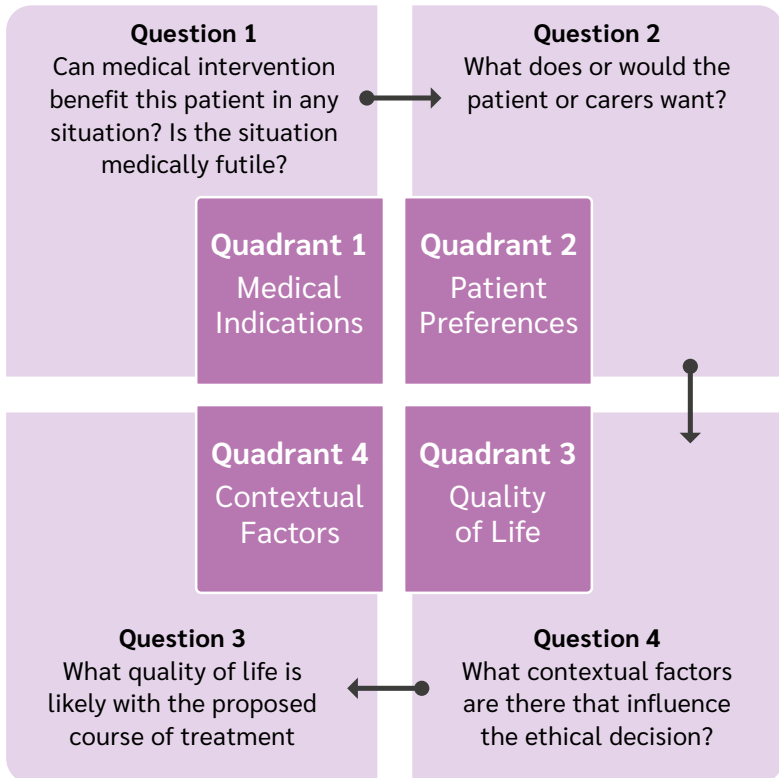 Question 1
Can medical intervention
benefit this patient in any
situation? Is the situation
medically futile?
Question 2
What does or would the
patient or carers want?
Quadrant 1
Medical
Indications
Quadrant 2
Patient
Preferences
Quadrant 4
Contextual
Factors
Quadrant 3
Quality
of Life
Question 3
What quality of life is
likely with the proposed
course of treatment
Question 4
What contextual factors
are there that influence
the ethical decision?